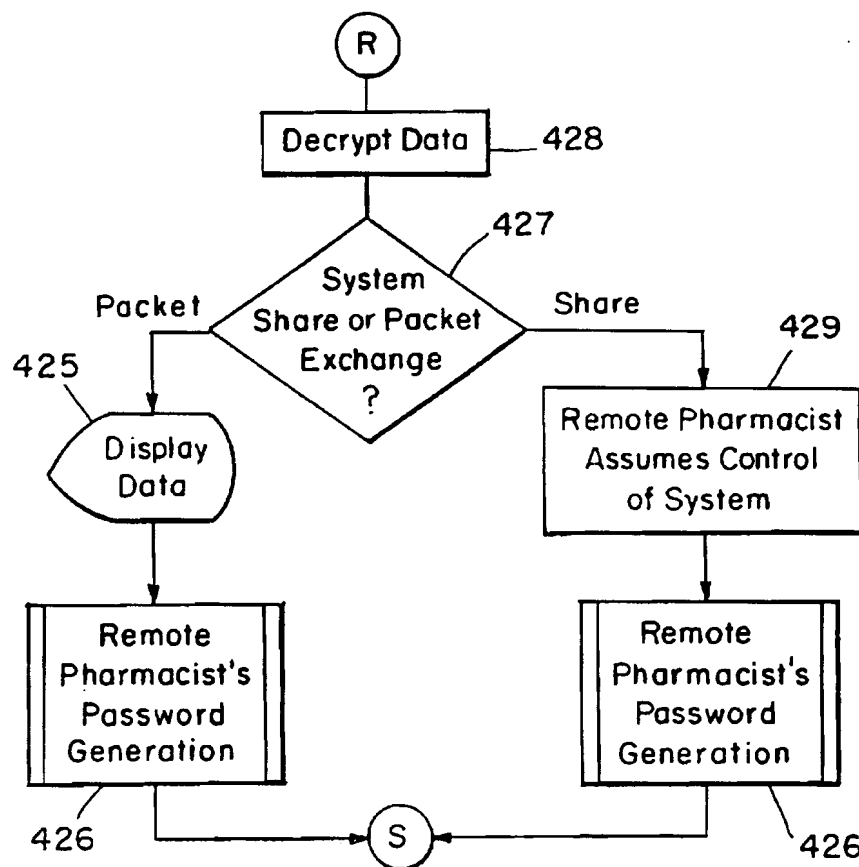 R
Decrypt Data
428
427
System
Share or Packet
Exchange
?
Packet
Share
425
429
Display
Data
Remote Pharmacist
Assumes Control
of System
Remote
Pharmacist's
Password
Generation
Remote
Pharmacist's
Password
Generation
426
S
426